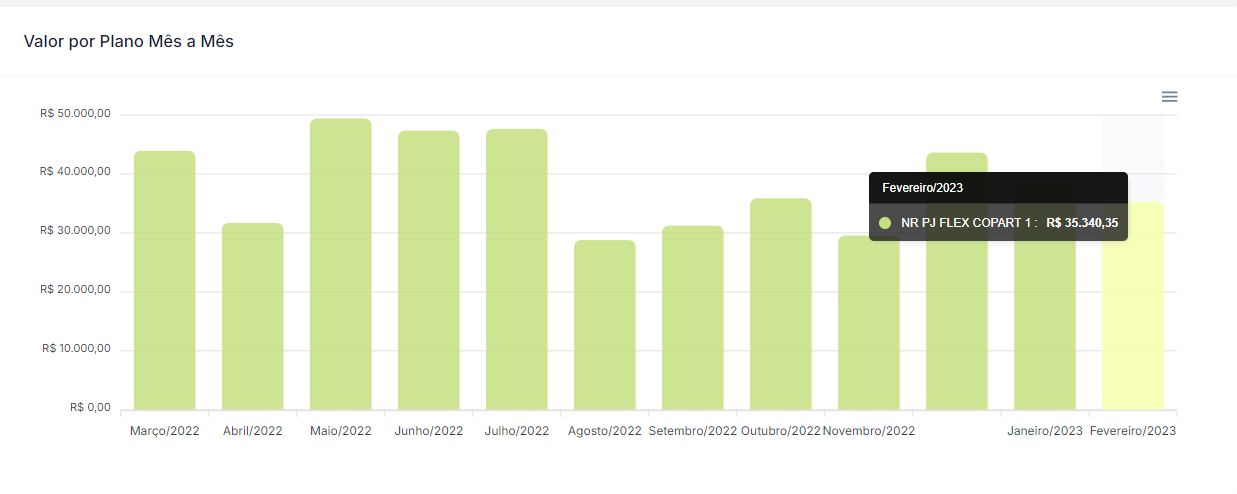 Valor por Plano Mês a Mês
R$ 50.000,00
R$ 40.000,00
R$ 30.000,00
R$ 20.000,00
R$ 10.000,00
R$ 0,00
Fevereiro/2023
NR PJ FLEX COPART 1 : R$ 35.340,35
Março/2022 Abril/2022 Maio/2022 Junho/2022 Julho/2022 Agosto/2022 Setembro/2022 Outubro/2022 Novembro/2022 Janeiro/2023 Fevereiro/2023